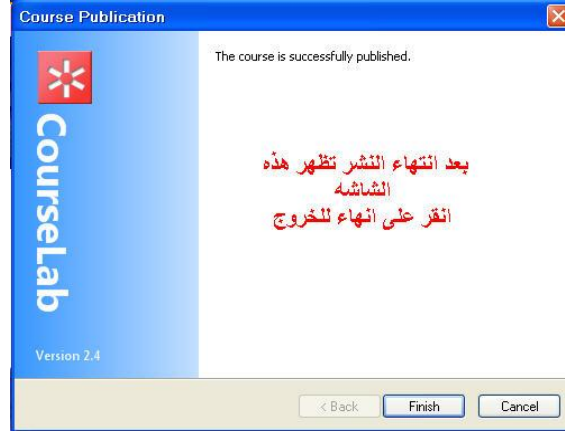 Course Publication
The course is successfully published.
CourseLab
بعد انتهاء النشر تظهر هذه
الشاشه
انقر على انهاء للخروج
Version 2.4
< Back
Finish
Cancel